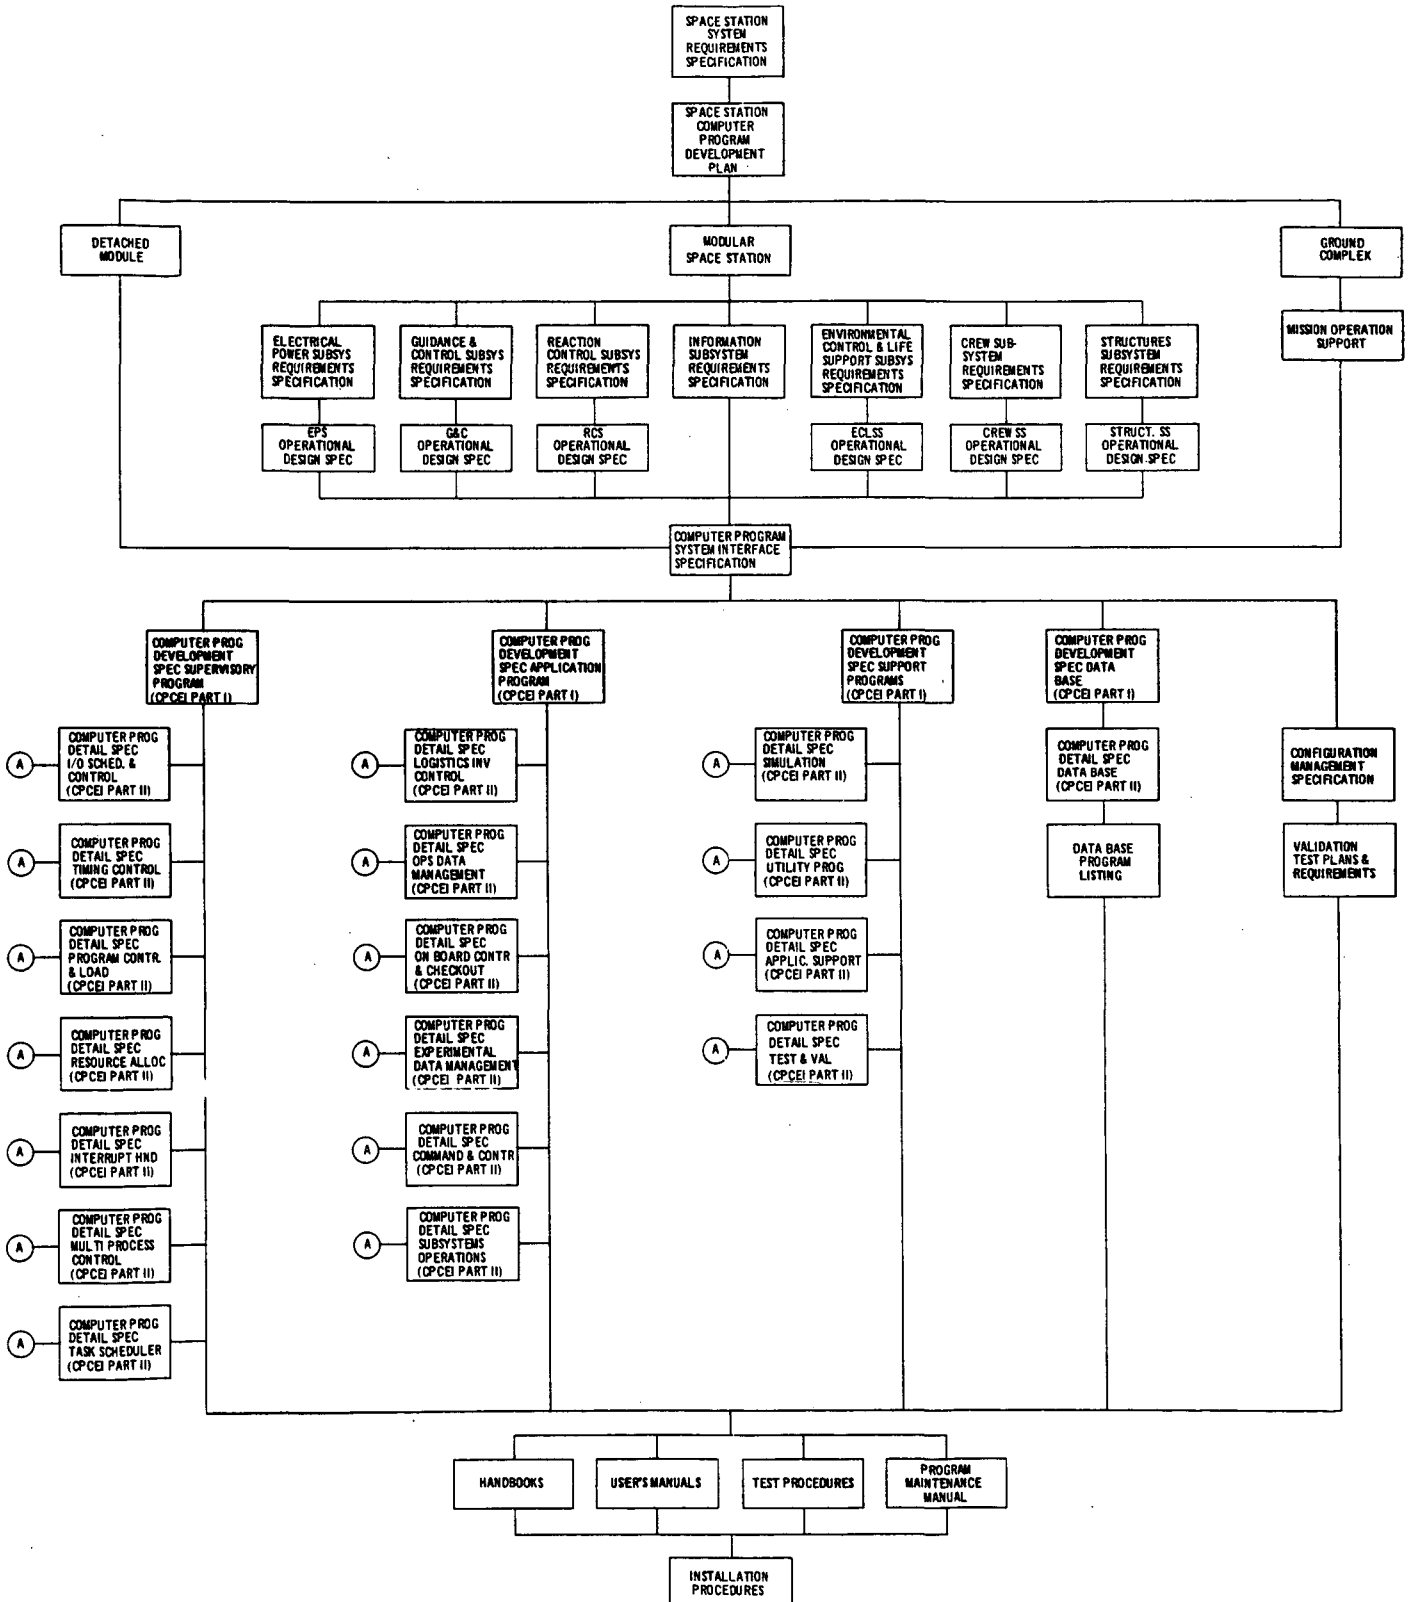 SPACE STATION
SYSTEM
REQUIREMENTS
SPECIFICATION
SPACE STATION
COMPUTER
PROGRAM
DEVELOPMENT
PLAN
DETACHED
MODULE
MODULAR
SPACE STATION
GROUND
COMPLEX
ELECTRICAL
POWER SUBSYS
REQUIREMENTS
SPECIFICATION
GUIDANCE &
CONTROL SUBSYS
REQUIREMENTS
SPECIFICATION
REACTION
CONTROL SUBSYS
REQUIREMENTS
SPECIFICATION
INFORMATION
SUBSYSTEM
REQUIREMENTS
SPECIFICATION
ENVIRONMENTAL
CONTROL & LIFE
SUPPORT SUBSYS
REQUIREMENTS
SPECIFICATION
CREW SUB-
SYSTEM
REQUIREMENTS
SPECIFICATION
STRUCTURES
SUBSYSTEM
REQUIREMENTS
SPECIFICATION
MISSION OPERATION
SUPPORT
EPS
OPERATIONAL
DESIGN SPEC
G&C
OPERATIONAL
DESIGN SPEC
RCS
OPERATIONAL
DESIGN SPEC
ECLSS
OPERATIONAL
DESIGN SPEC
CREW SS
OPERATIONAL
DESIGN SPEC
STRUCT. SS
OPERATIONAL
DESIGN SPEC
COMPUTER PROGRAM
SYSTEM INTERFACE
SPECIFICATION
COMPUTER PROG
DEVELOPMENT
SPEC SUPERVISORY
PROGRAM
(CPCEI PART I)
COMPUTER PROG
DEVELOPMENT
SPEC APPLICATION
PROGRAM
(CPCEI PART I)
COMPUTER PROG
DEVELOPMENT
SPEC SUPPORT
PROGRAMS
(CPCEI PART I)
COMPUTER PROG
DEVELOPMENT
SPEC DATA
BASE
(CPCEI PART I)
A
COMPUTER PROG
DETAIL SPEC
I/O SCHED. &
CONTROL
(CPCEI PART II)
A
COMPUTER PROG
DETAIL SPEC
LOGISTICS INV
CONTROL
(CPCEI PART II)
A
COMPUTER PROG
DETAIL SPEC
SIMULATION
(CPCEI PART II)
COMPUTER PROG
DETAIL SPEC
DATA BASE
(CPCEI PART II)
CONFIGURATION
MANAGEMENT
SPECIFICATION
A
COMPUTER PROG
DETAIL SPEC
TIMING CONTROL
(CPCEI PART II)
A
COMPUTER PROG
DETAIL SPEC
OPS DATA
MANAGEMENT
(CPCEI PART II)
A
COMPUTER PROG
DETAIL SPEC
UTILITY PROG
(CPCEI PART II)
DATA BASE
PROGRAM
LISTING
VALIDATION
TEST PLANS &
REQUIREMENTS
A
COMPUTER PROG
DETAIL SPEC
PROGRAM CONTR.
& LOAD
(CPCEI PART II)
A
COMPUTER PROG
DETAIL SPEC
ON BOARD CONTR
& CHECKOUT
(CPCEI PART II)
A
COMPUTER PROG
DETAIL SPEC
APPLIC. SUPPORT
(CPCEI PART II)
A
COMPUTER PROG
DETAIL SPEC
RESOURCE ALLOC
(CPCEI PART II)
A
COMPUTER PROG
DETAIL SPEC
EXPERIMENTAL
DATA MANAGEMENT
(CPCEI PART II)
A
COMPUTER PROG
DETAIL SPEC
TEST & VAL
(CPCEI PART II)
A
COMPUTER PROG
DETAIL SPEC
INTERRUPT HND
(CPCEI PART II)
A
COMPUTER PROG
DETAIL SPEC
COMMAND & CONTR
(CPCEI PART II)
A
COMPUTER PROG
DETAIL SPEC
MULTI PROCESS
CONTROL
(CPCEI PART II)
A
COMPUTER PROG
DETAIL SPEC
SUBSYSTEMS
OPERATIONS
(CPCEI PART II)
A
COMPUTER PROG
DETAIL SPEC
TASK SCHEDULER
(CPCEI PART II)
HANDBOOKS
USER'S MANUALS
TEST PROCEDURES
PROGRAM
MAINTENANCE
MANUAL
INSTALLATION
PROCEDURES